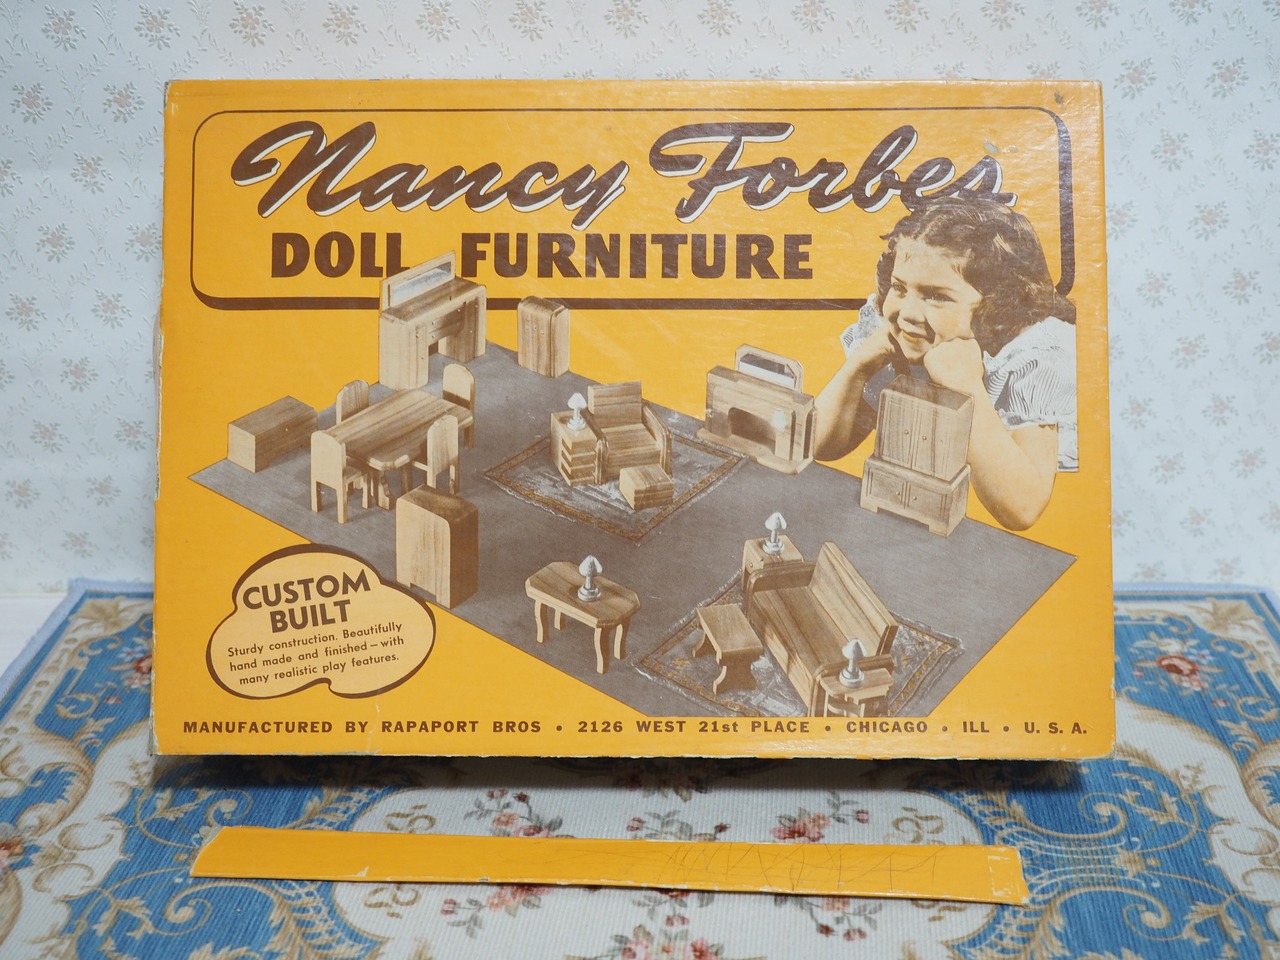 Nancy Forbes
DOLL FURNITURE
CUSTOM
BUILT
Sturdy construction. Beautifully
hand made and finished - with
many realistic play features.
MANUFACTURED BY RAPAPORT BROS • 2126 WEST 21st PLACE • CHICAGO • ILL • U. S. A.